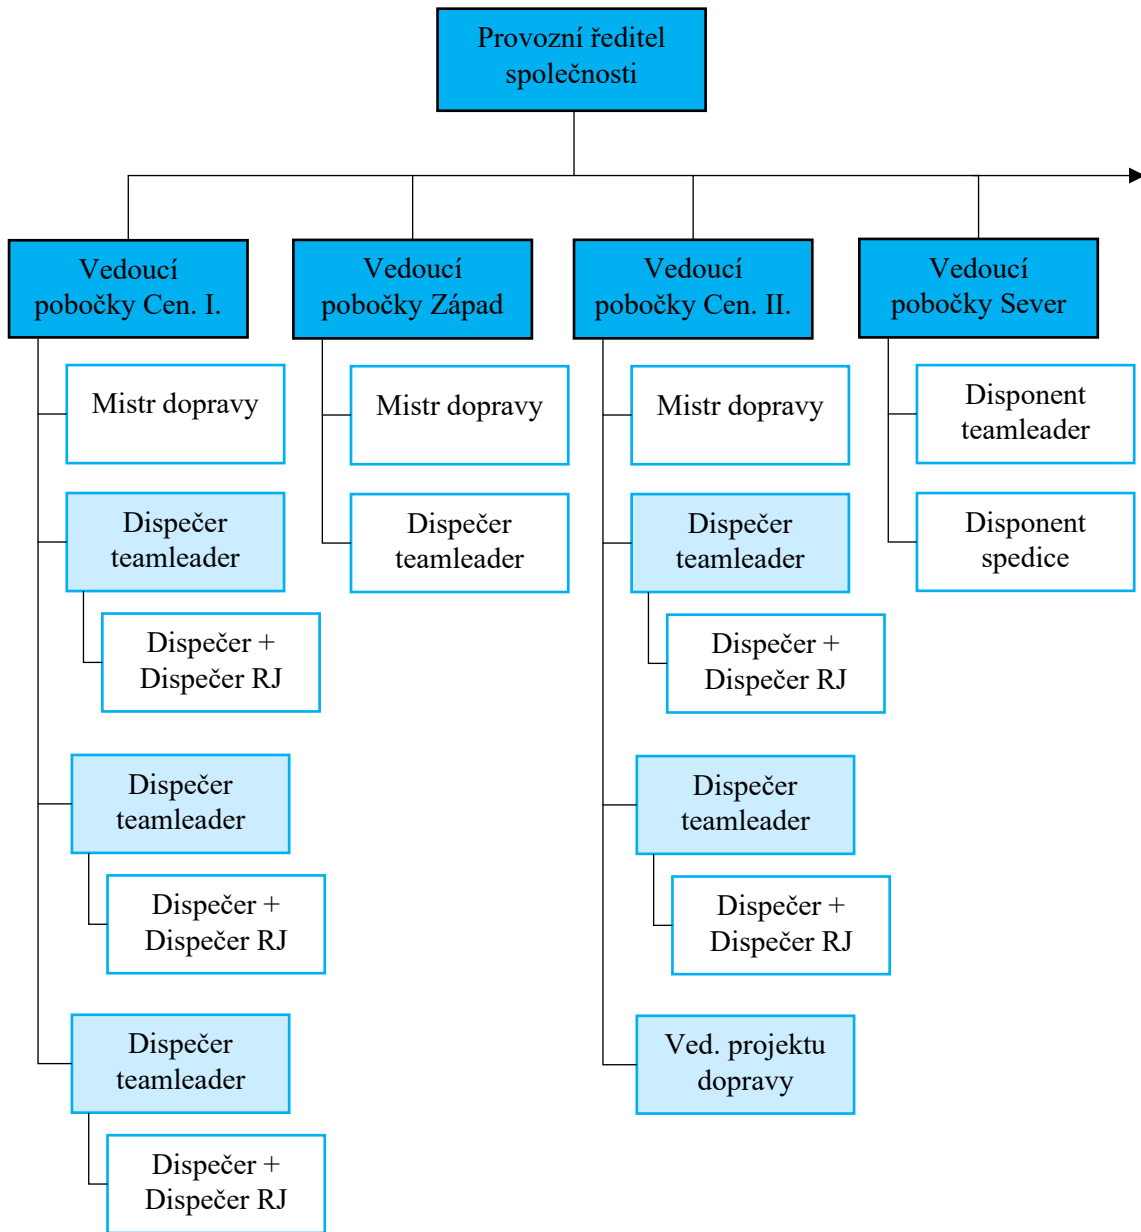 Provozní ředitel
společnosti
Vedoucí
pobočky Cen. I.
Vedoucí
pobočky Západ
Vedoucí
pobočky Cen. II.
Vedoucí
pobočky Sever
Mistr dopravy
Mistr dopravy
Mistr dopravy
Disponent
teamleader
Dispečer
teamleader
Dispečer
teamleader
Dispečer
teamleader
Disponent
spedice
Dispečer +
Dispečer RJ
Dispečer +
Dispečer RJ
Dispečer
teamleader
Dispečer
teamleader
Dispečer +
Dispečer RJ
Dispečer +
Dispečer RJ
Dispečer
teamleader
Ved. projektu
dopravy
Dispečer +
Dispečer RJ